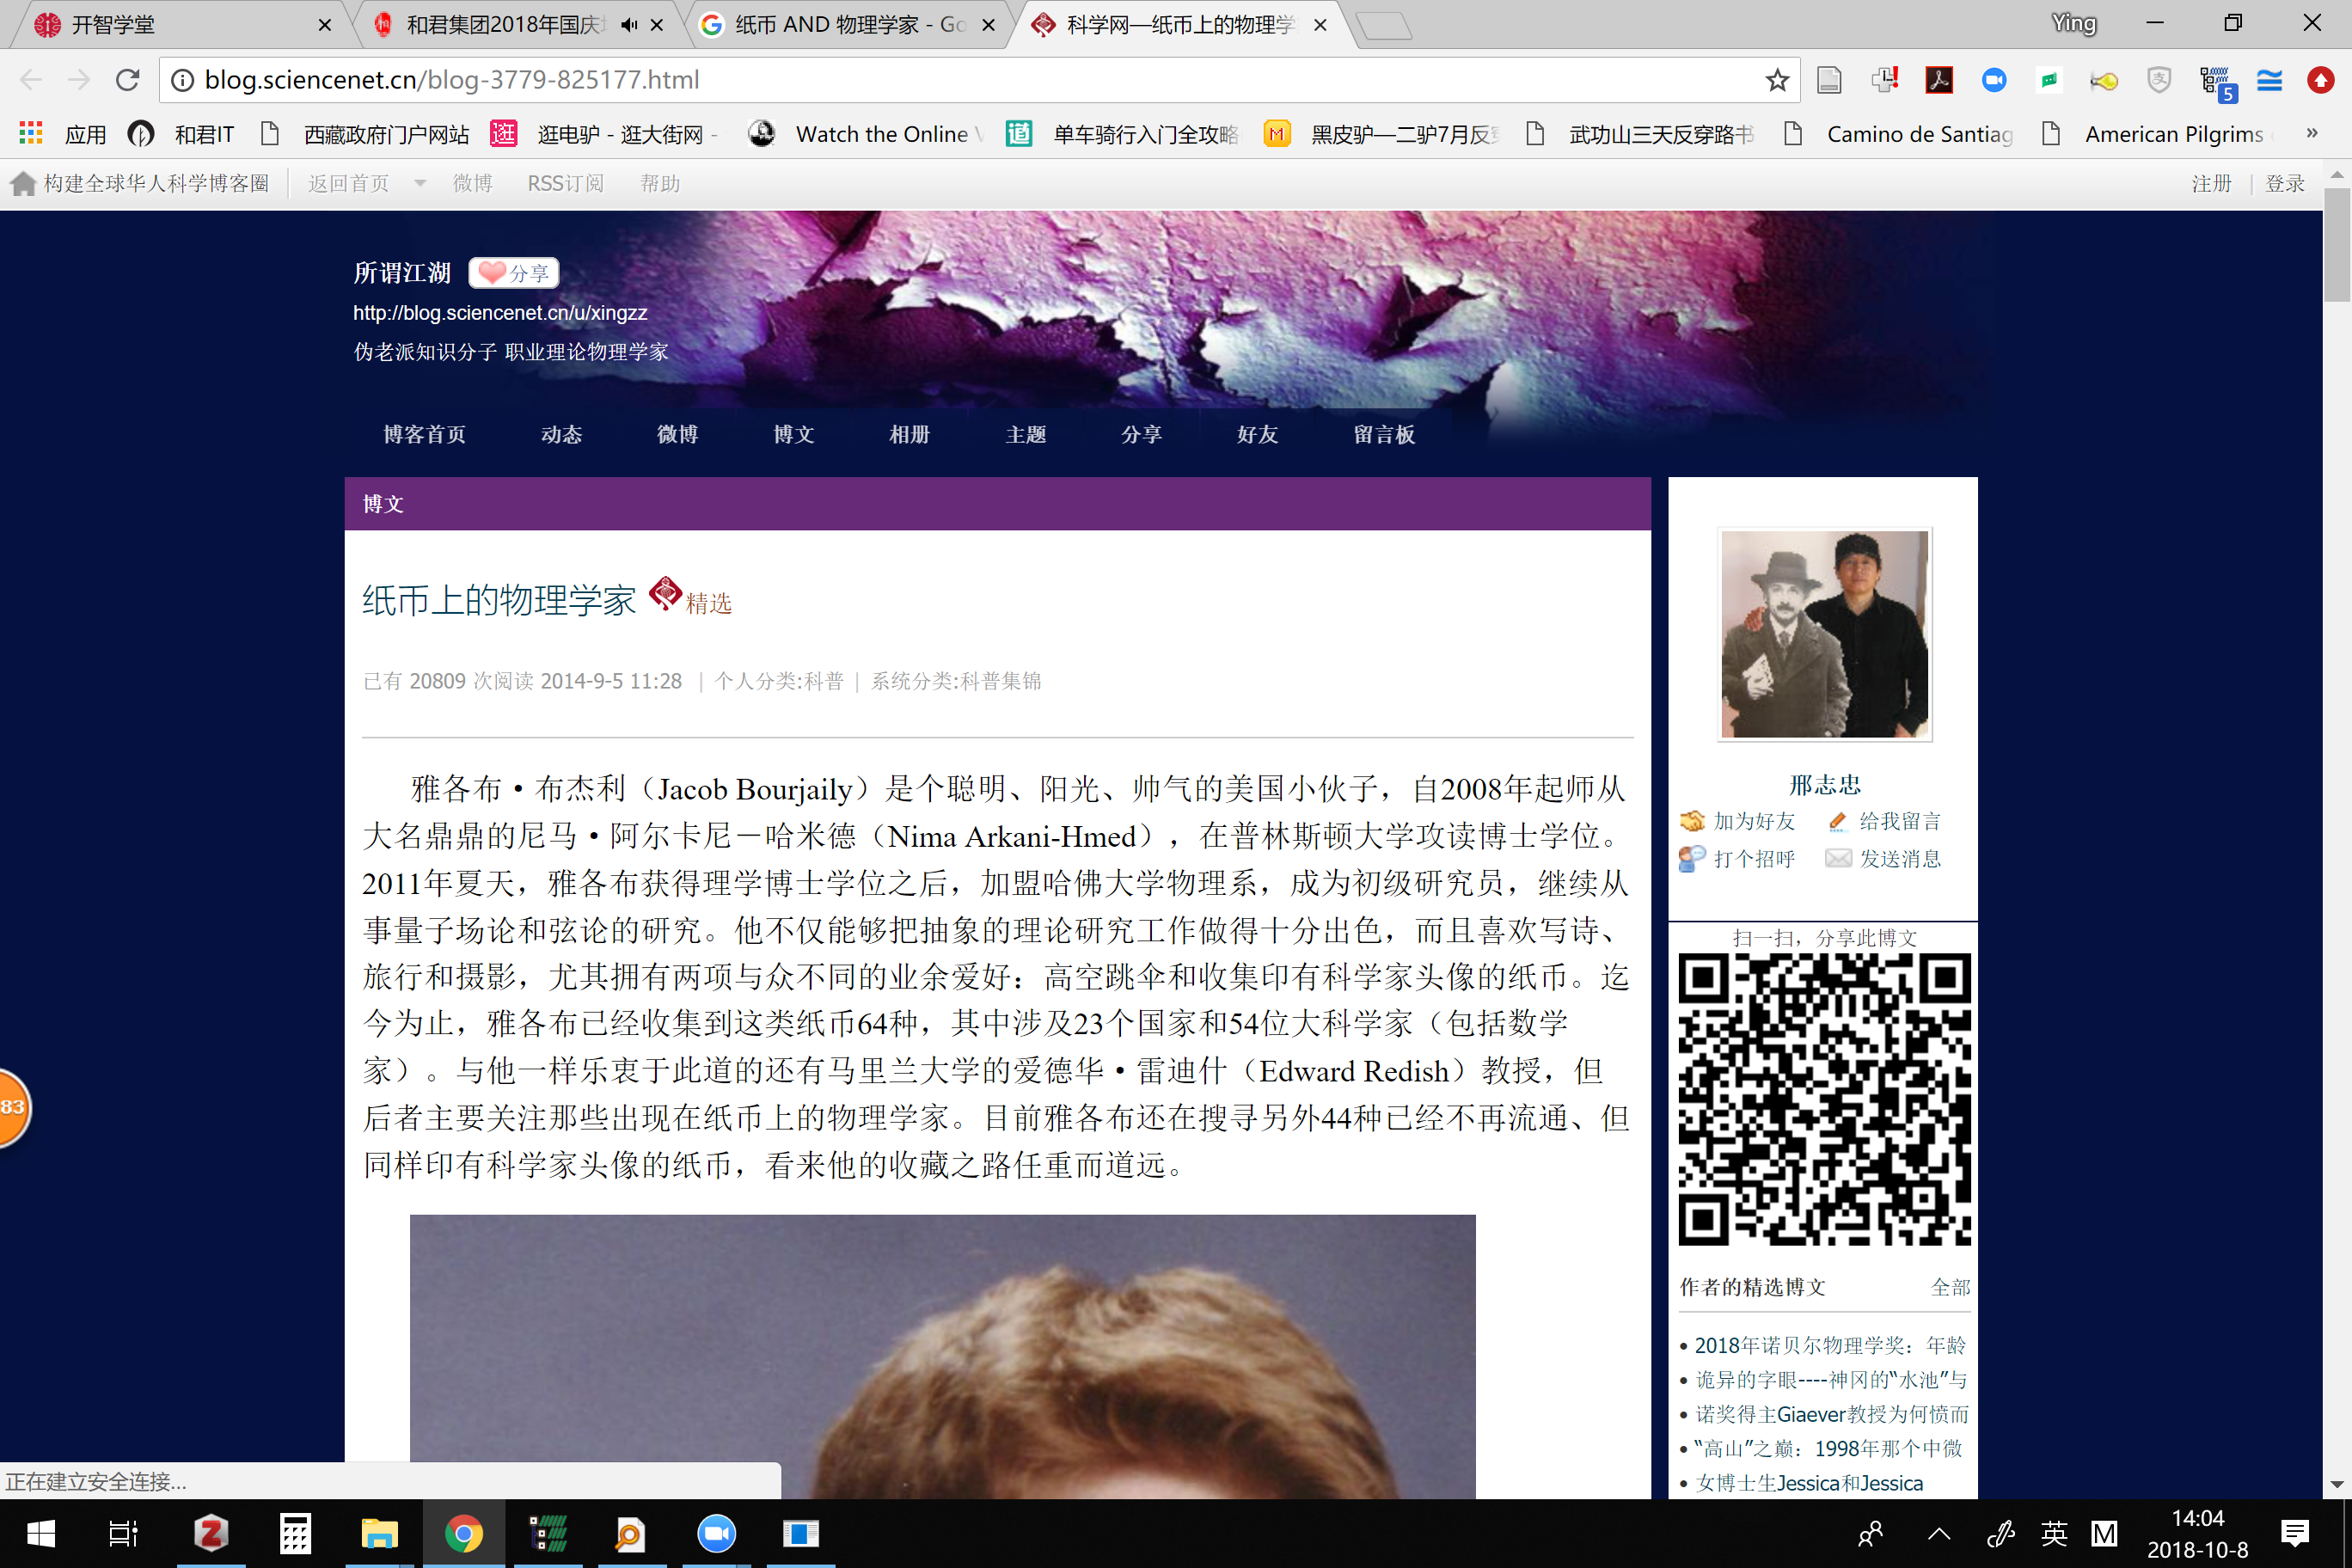 开智学堂
和君集团2018年国庆
纸币 AND 物理学家 - Go
科学网—纸币上的物理学
Ying
blog.sciencenet.cn/blog-3779-825177.html
5
应用
和君IT
西藏政府门户网站
逛
逛电驴 - 逛大街网 -
Watch the Online
道
单车骑行入门全攻略
M
黑皮驴—二驴7月反穿
武功山三天反穿路书
Camino de Santiag
American Pilgrims
»
构建全球华人科学博客圈
返回首页
微博
RSS订阅
帮助
注册
登录
所谓江湖
分享
http://blog.sciencenet.cn/u/xingzz
伪老派知识分子 职业理论物理学家
博客首页
动态
微博
博文
相册
主题
分享
好友
留言板
博文
纸币上的物理学家
精选
已有 20809 次阅读 2014-9-5 11:28 | 个人分类:科普 | 系统分类:科普集锦
雅各布·布杰利（Jacob Bourjaily）是个聪明、阳光、帅气的美国小伙子，自2008年起师从
大名鼎鼎的尼马·阿尔卡尼－哈米德（Nima Arkani-Hmed），在普林斯顿大学攻读博士学位。
2011年夏天，雅各布获得理学博士学位之后，加盟哈佛大学物理系，成为初级研究员，继续从
事量子场论和弦论的研究。他不仅能够把抽象的理论研究工作做得十分出色，而且喜欢写诗、
旅行和摄影，尤其拥有两项与众不同的业余爱好：高空跳伞和收集印有科学家头像的纸币。迄
今为止，雅各布已经收集到这类纸币64种，其中涉及23个国家和54位大科学家（包括数学
家）。与他一样乐衷于此道的还有马里兰大学的爱德华·雷迪什（Edward Redish）教授，但
后者主要关注那些出现在纸币上的物理学家。目前雅各布还在搜寻另外44种已经不再流通、但
同样印有科学家头像的纸币，看来他的收藏之路任重而道远。
邢志忠
加为好友
给我留言
打个招呼
发送消息
扫一扫，分享此博文
作者的精选博文
全部
• 2018年诺贝尔物理学奖：年龄
• 诡异的字眼----神冈的“水池”与
• 诺奖得主Giaever教授为何愤而
• “高山”之巅：1998年那个中微
• 女博士生Jessica和Jessica
83
正在建立安全连接...
英
M
14:04
2018-10-8